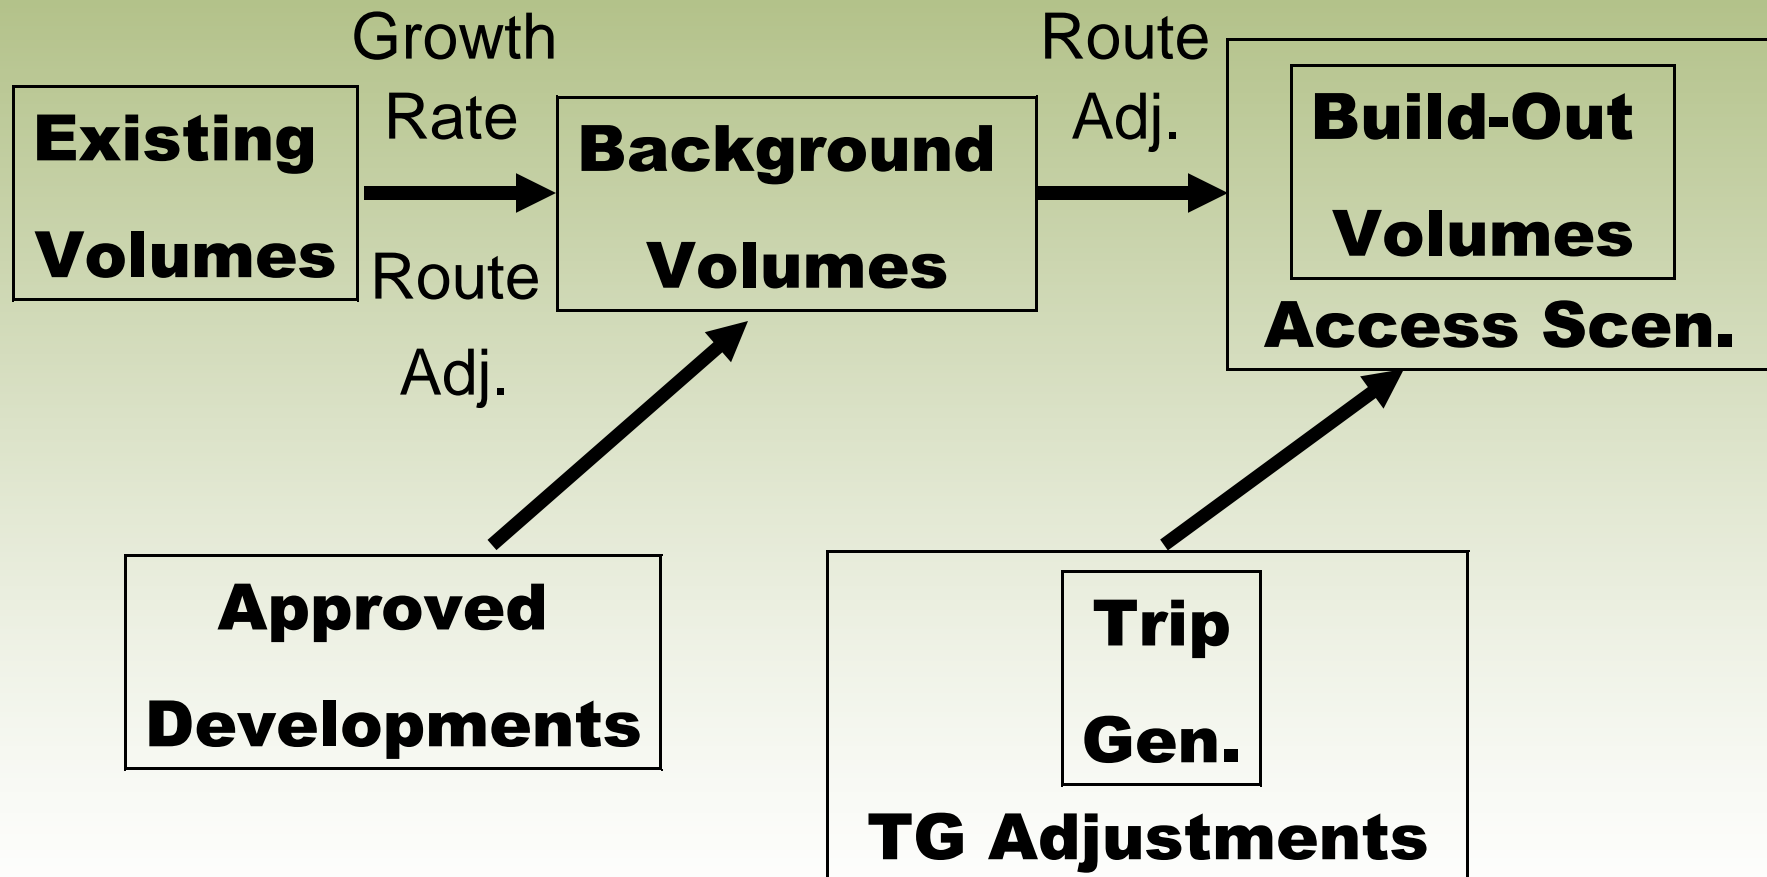 Existing
Volumes
Growth
Rate
Route
Adj.
Background
Volumes
Route
Adj.
Build-Out
Volumes
Access Scen.
Approved
Developments
Trip
Gen.
TG Adjustments